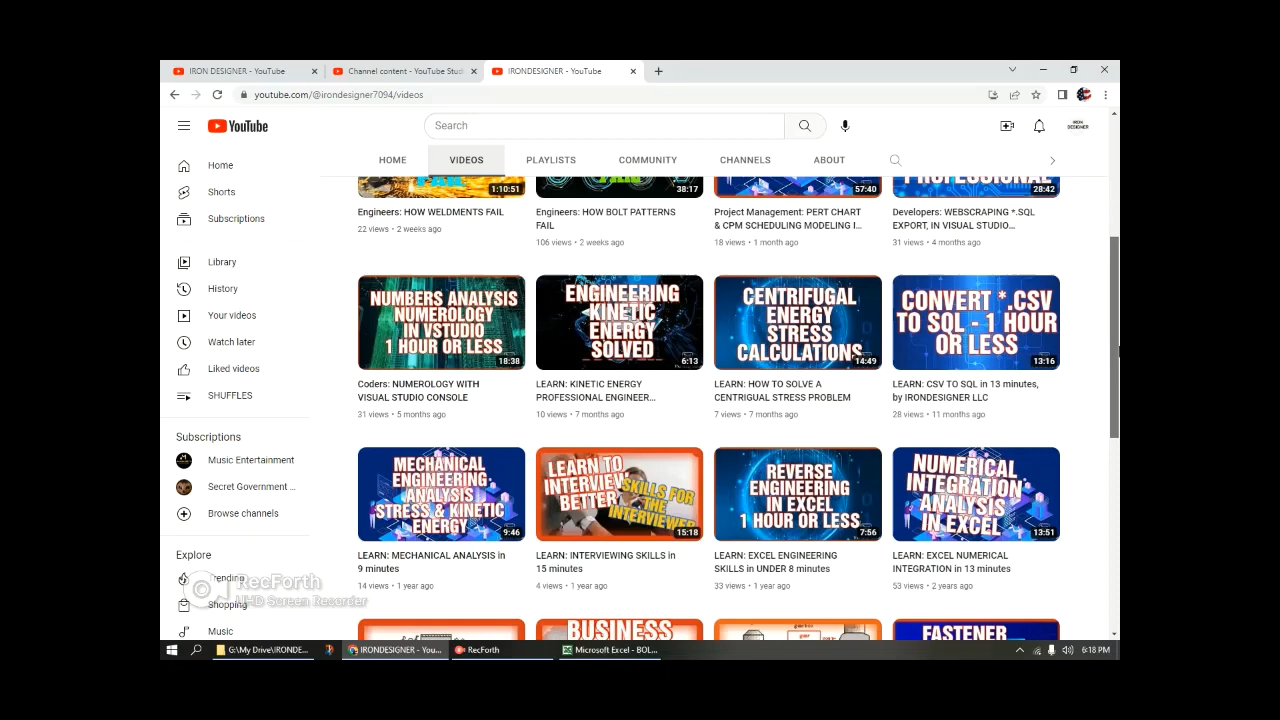 IRON DESIGNER - YouTube
Channel content - YouTube Stud
IRONDESIGNER - YouTube
youtube.com/@irondesigner7094/videos
YouTube
Search
IRON
DESIGNER
HOME
VIDEOS
PLAYLISTS
COMMUNITY
CHANNELS
ABOUT
Home
Shorts
Subscriptions
Library
History
Your videos
Watch later
Liked videos
SHUFFLES
Subscriptions
Music Entertainment
Secret Government ...
Browse channels
Explore
Trending
Shopping
Music
FAIL
1:10:51
Engineers: HOW WELDMENTS FAIL
22 views • 2 weeks ago
38:17
Engineers: HOW BOLT PATTERNS
FAIL
106 views • 2 weeks ago
57:40
Project Management: PERT CHART
& CPM SCHEDULING MODELING I...
18 views • 1 month ago
PROFESSIONAL
28:42
Developers: WEBSCRAPING *.SQL
EXPORT, IN VISUAL STUDIO...
31 views • 4 months ago
NUMBERS ANALYSIS
NUMEROLOGY
IN VSTUDIO
1 HOUR OR LESS
18:38
Coders: NUMEROLOGY WITH
VISUAL STUDIO CONSOLE
31 views • 5 months ago
ENGINEERING
KINETIC
ENERGY
SOLVED
6:13
LEARN: KINETIC ENERGY
PROFESSIONAL ENGINEER...
10 views • 7 months ago
CENTRIFUGAL
ENERGY
STRESS
CALCULATIONS
14:49
LEARN: HOW TO SOLVE A
CENTRIGUAL STRESS PROBLEM
7 views • 7 months ago
CONVERT *.CSV
TO SQL - 1 HOUR
OR LESS
13:16
LEARN: CSV TO SQL in 13 minutes,
by IRONDESIGNER LLC
28 views • 11 months ago
MECHANICAL
ENGINEERING
ANALYSIS
STRESS & KINETIC
ENERGY
9:46
LEARN: MECHANICAL ANALYSIS in
9 minutes
14 views • 1 year ago
LEARN TO
INTERVIEW
BETTER
SKILLS FOR
THE
INTERVIEWER
15:18
LEARN: INTERVIEWING SKILLS in
15 minutes
4 views • 1 year ago
REVERSE
ENGINEERING
IN EXCEL
1 HOUR OR LESS
7:56
LEARN: EXCEL ENGINEERING
SKILLS in UNDER 8 minutes
33 views • 1 year ago
NUMERICAL
INTEGRATION
ANALYSIS
IN EXCEL
13:51
LEARN: EXCEL NUMERICAL
INTEGRATION in 13 minutes
53 views • 2 years ago
BUSINESS
FASTENER
RecForth
UHD Screen Recorder
G:\My Drive\IRONDE...
IRONDESIGNER - You...
RecForth
Microsoft Excel - BOL...
6:18 PM